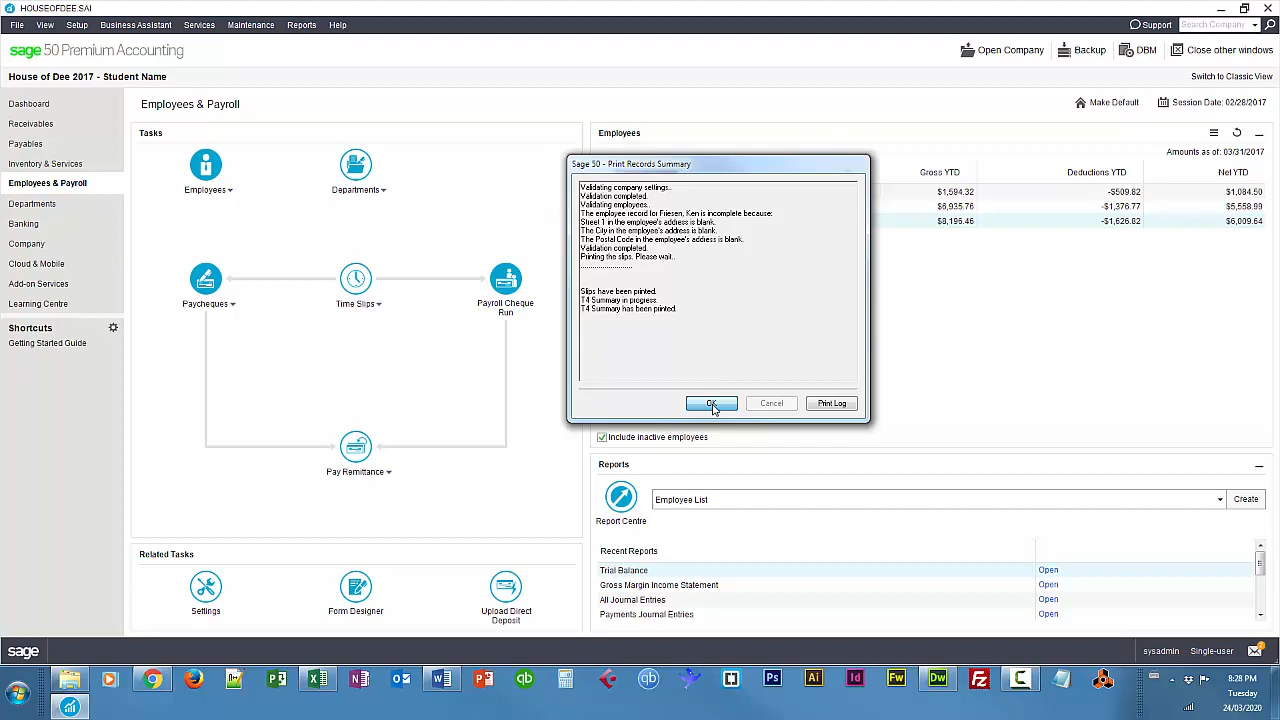 HOUSEOFDEE.SAI
File View Setup Business Assistant Services Maintenance Reports Help
Support
Search Company
sage 50 Premium Accounting
Open Company Backup DBM Close other windows
House of Dee 2017 - Student Name
Switch to Classic View
Dashboard
Receivables
Payables
Inventory & Services
Employees & Payroll
Departments
Banking
Company
Cloud & Mobile
Add-on Services
Learning Centre
Shortcuts
Getting Started Guide
Employees & Payroll
Make Default
Session Date: 02/28/2017
Tasks
Employees
Departments
Paycheques
Time Slips
Payroll Cheque
Run
Pay Remittance
Related Tasks
Settings
Form Designer
Upload Direct
Deposit
Employees
Amounts as of: 03/31/2017
Gross YTD Deductions YTD Net YTD
$1,594.32 -$509.82 $1,084.50
$6,935.76 -$1,376.77 $5,558.99
$8,196.46 -$1,626.82 $6,009.64
Sage 50 - Print Records Summary
Validating company settings..
Validation completed.
Validating employees..
The employee record for Friesen, Ken is incomplete because:
Street 1 in the employee's address is blank.
The City in the employee's address is blank.
The Postal Code in the employee's address is blank.
Validation completed.
Printing the slips. Please wait..
Slips have been printed.
T4 Summary in progress.
T4 Summary has been printed.
OK Cancel Print Log
Include inactive employees
Reports
Report Centre
Employee List
Create
Recent Reports
Trial Balance Open
Gross Margin Income Statement Open
All Journal Entries Open
Payments Journal Entries Open
sage
sysadmin Single-user
8:28 PM
Tuesday
24/03/2020